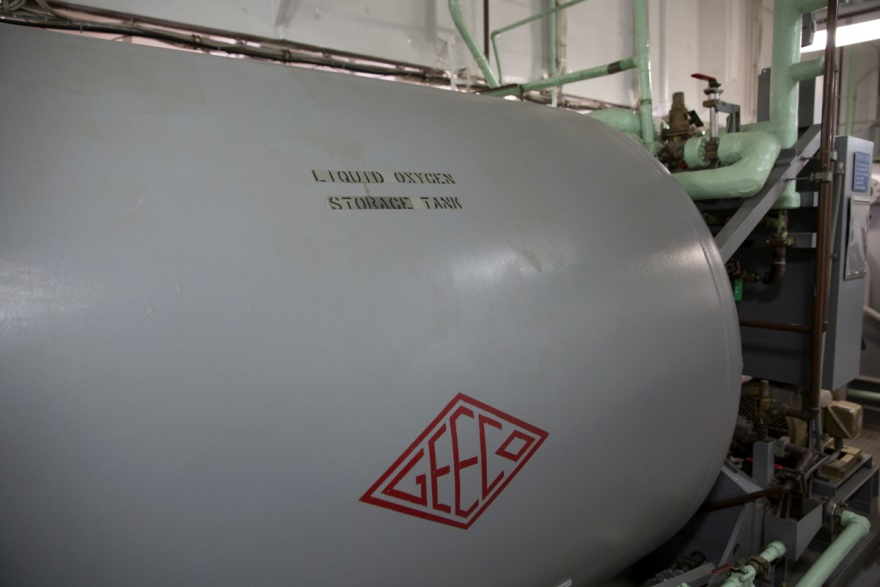 LIQUID OXYGEN
STORAGE TANK
GEECO